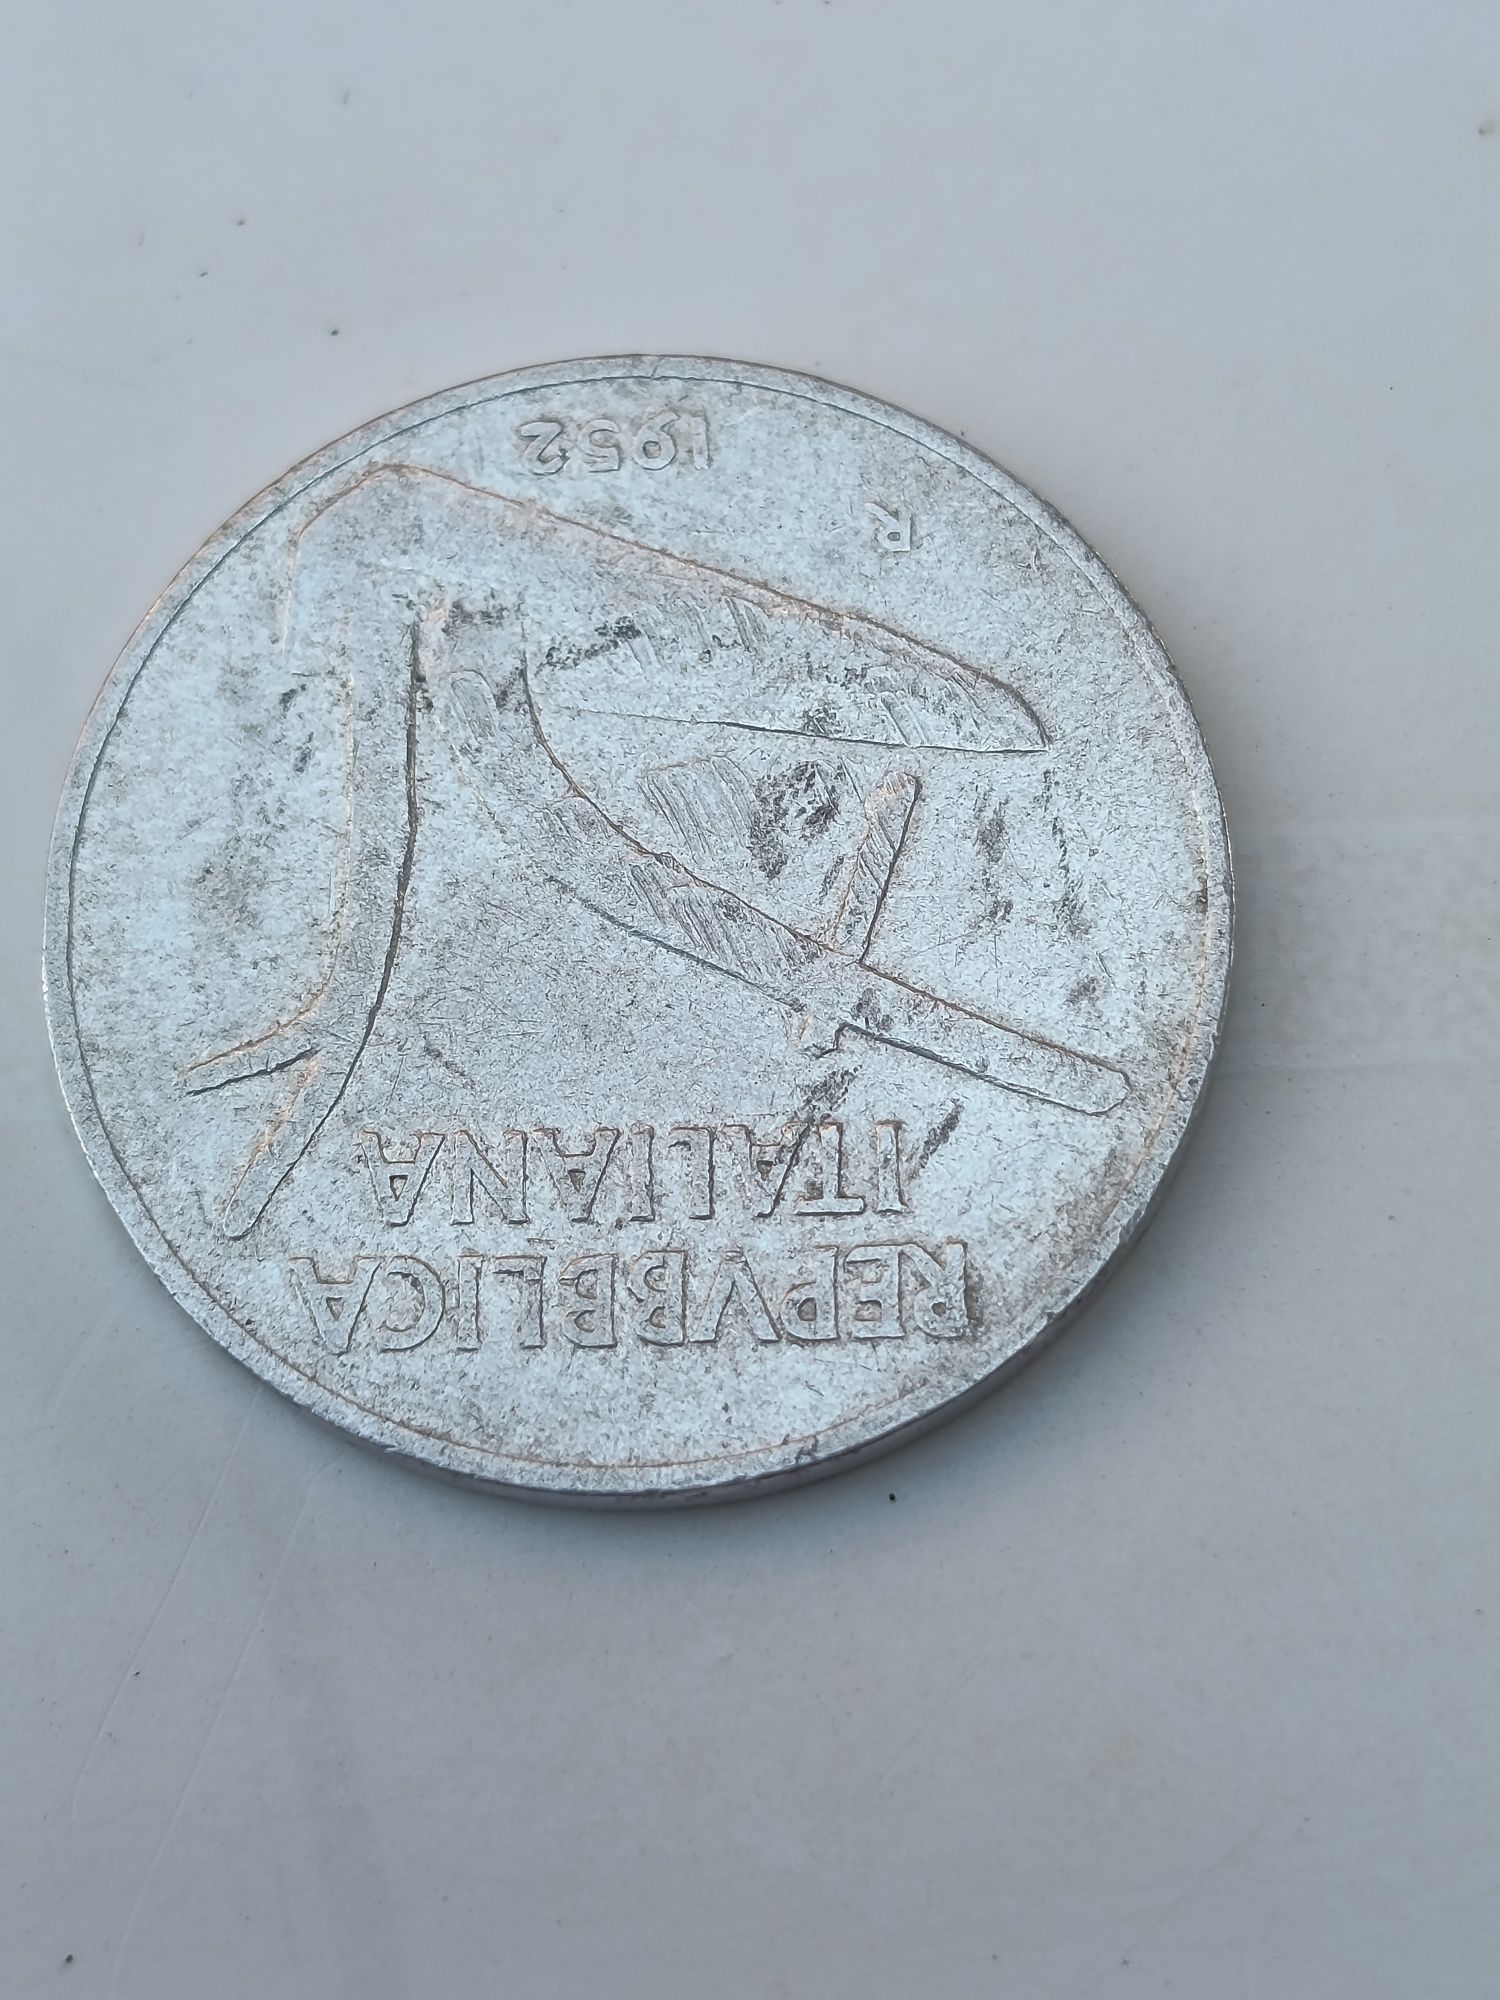 REPVBBLICA
ITALIANA
R
1952